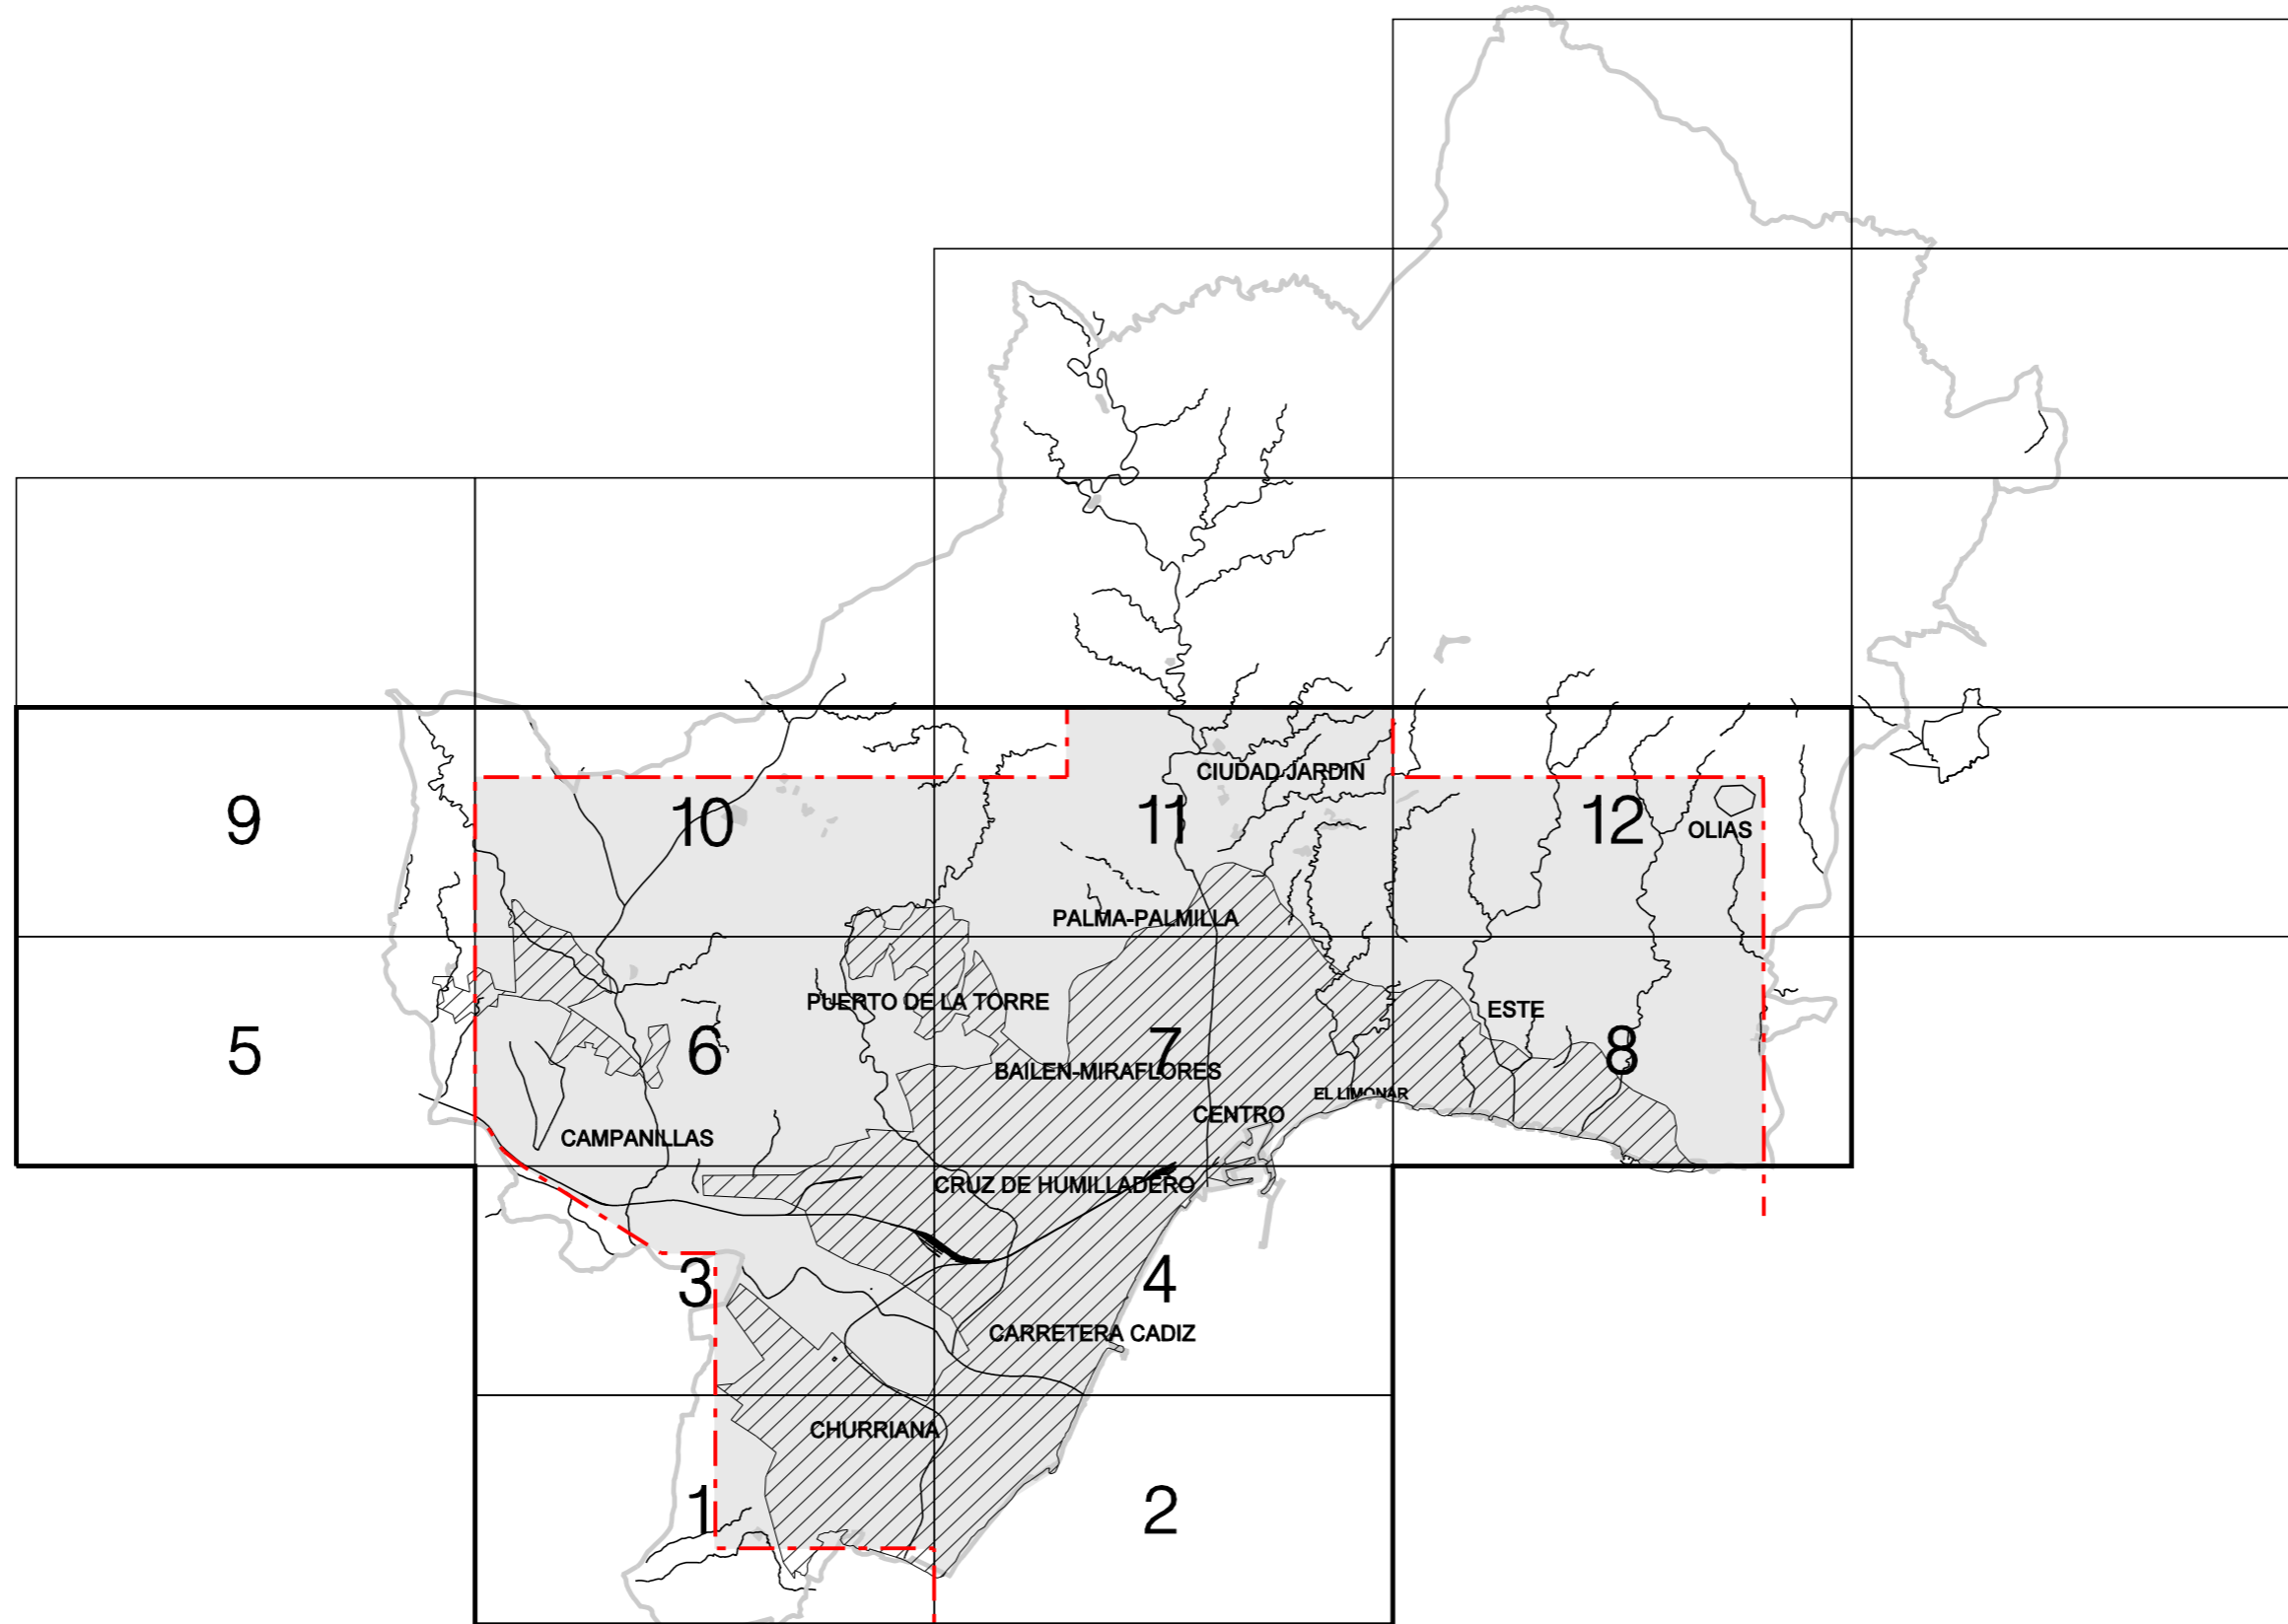 CIUDAD JARDIN
9
10
11
12
OLIAS
PALMA-PALMILLA
PUERTO DE LA TORRE
ESTE
5
6
7
8
BAILEN-MIRAFLORES
EL LIMONAR
CENTRO
CAMPANILLAS
CRUZ DE HUMILLADERO
3
4
CARRETERA CADIZ
CHURRIANA
1
2